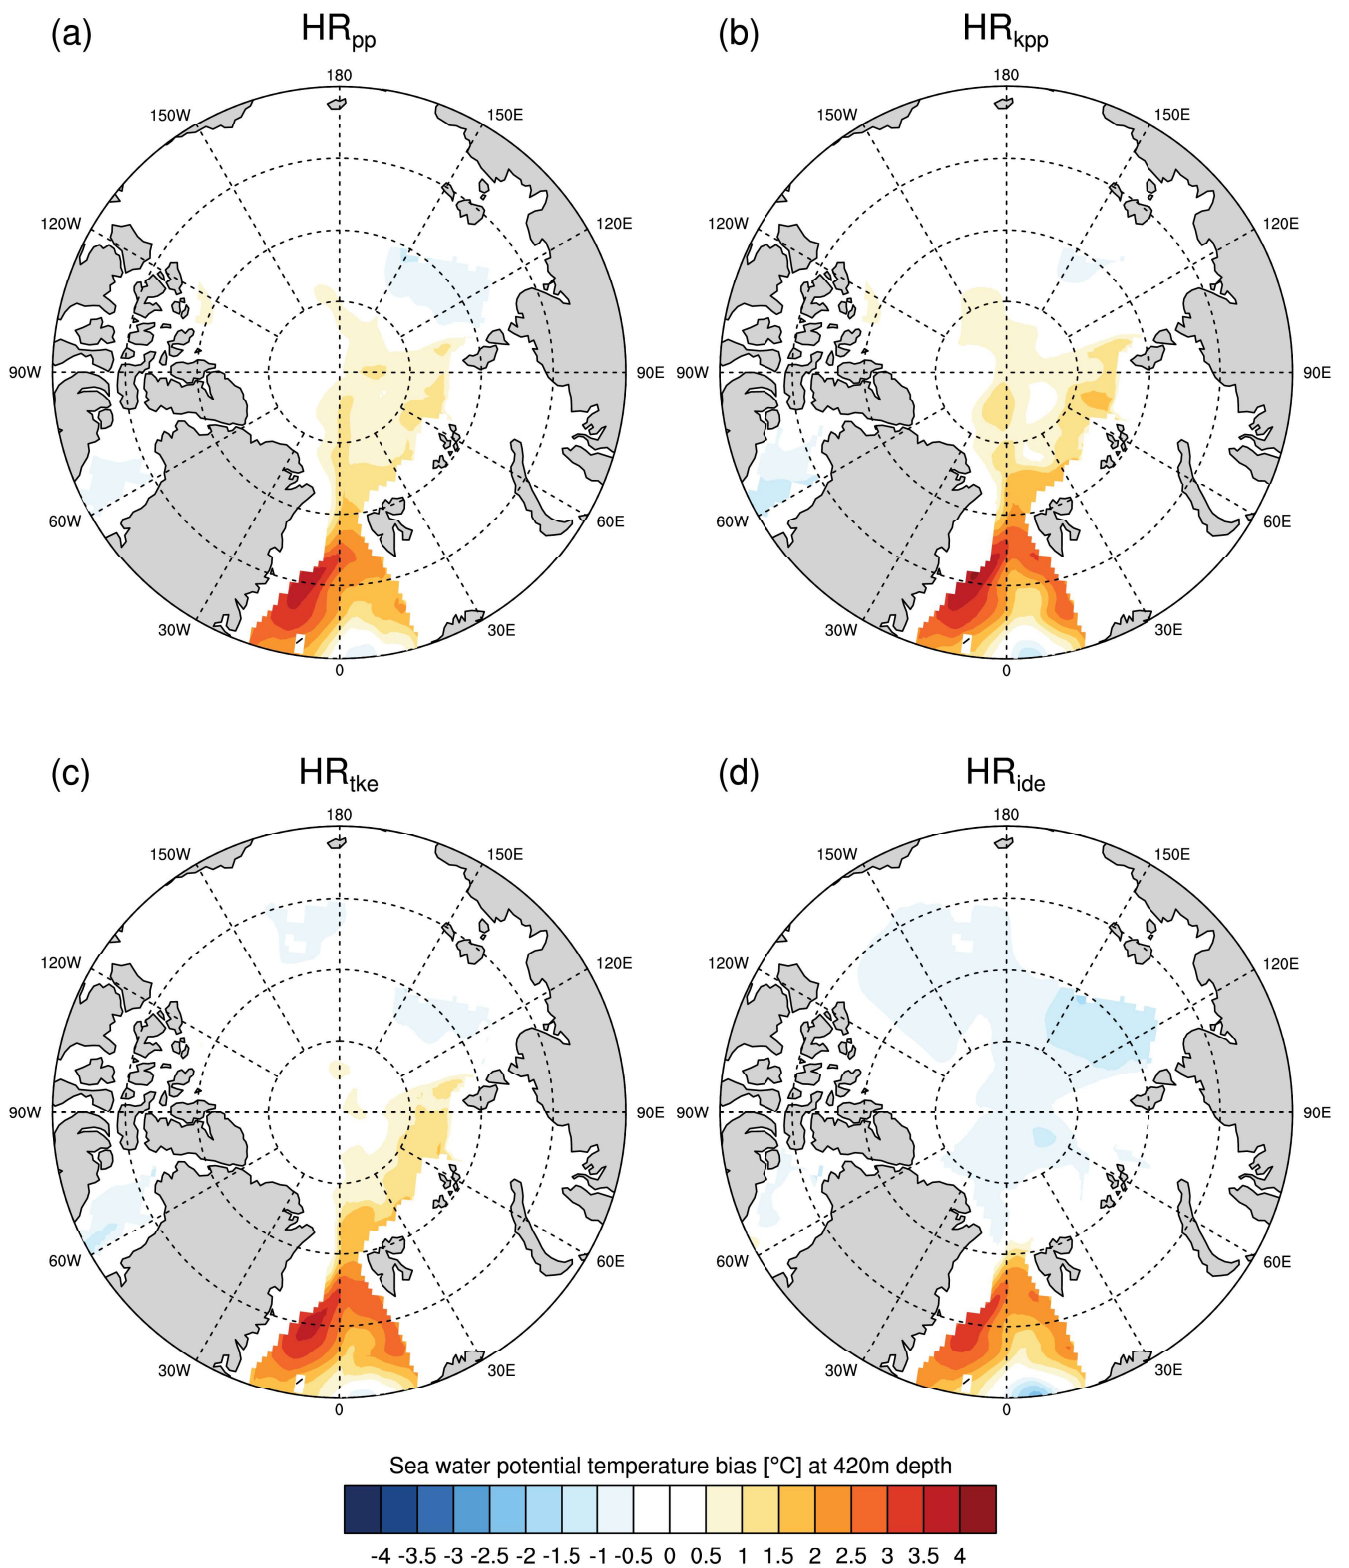 (a) HRpp
180
150W 150E
120W 120E
90W 90E
60W 60E
30W 30E
0
(b) HRkpp
180
150W 150E
120W 120E
90W 90E
60W 60E
30W 30E
0
(c) HRtke
180
150W 150E
120W 120E
90W 90E
60W 60E
30W 30E
0
(d) HRide
180
150W 150E
120W 120E
90W 90E
60W 60E
30W 30E
0
Sea water potential temperature bias [°C] at 420m depth
-4 -3.5 -3 -2.5 -2 -1.5 -1 -0.5 0 0.5 1 1.5 2 2.5 3 3.5 4